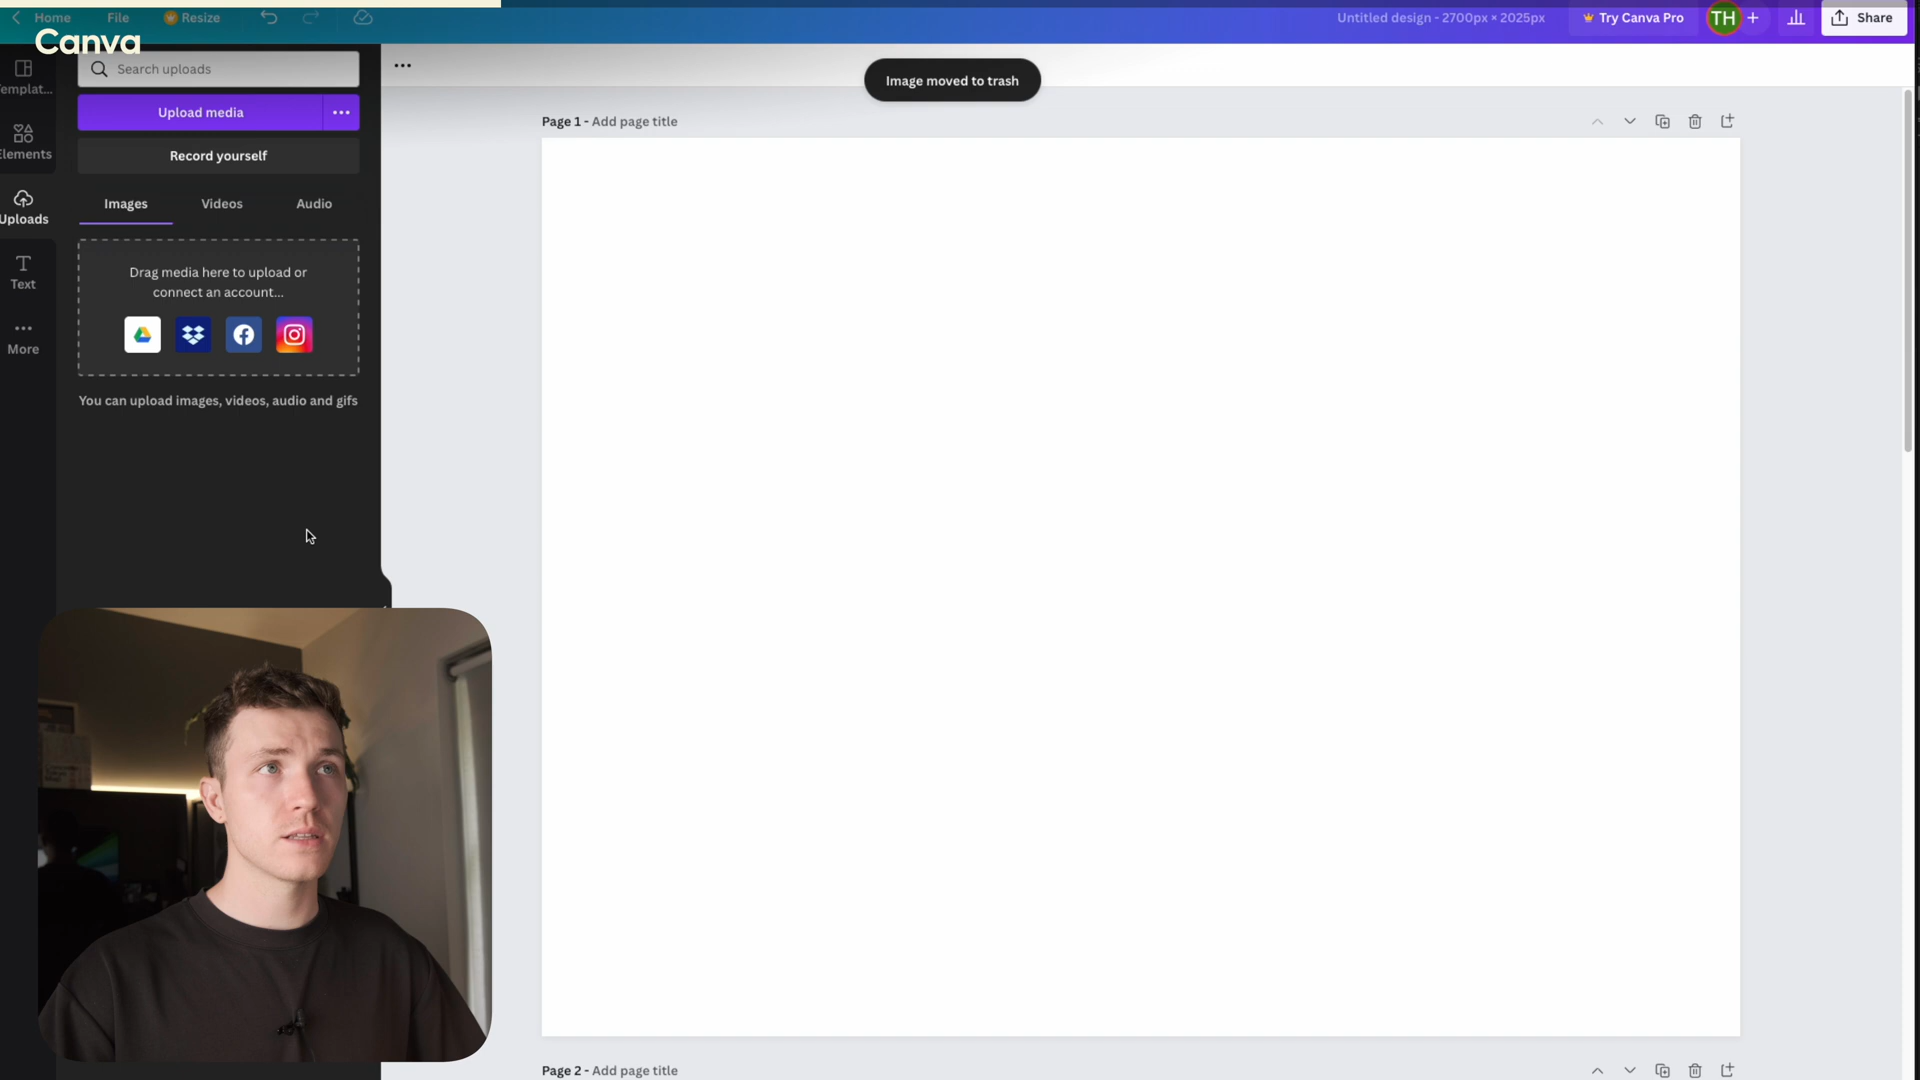 Home
File
Resize
Untitled design - 2700px × 2025px
Try Canva Pro
TH
Share
Canva
Search uploads
Image moved to trash
Templat...
Upload media
Page 1 - Add page title
Elements
Record yourself
Uploads
Images
Videos
Audio
Text
Drag media here to upload or
connect an account...
More
You can upload images, videos, audio and gifs
Page 2 - Add page title